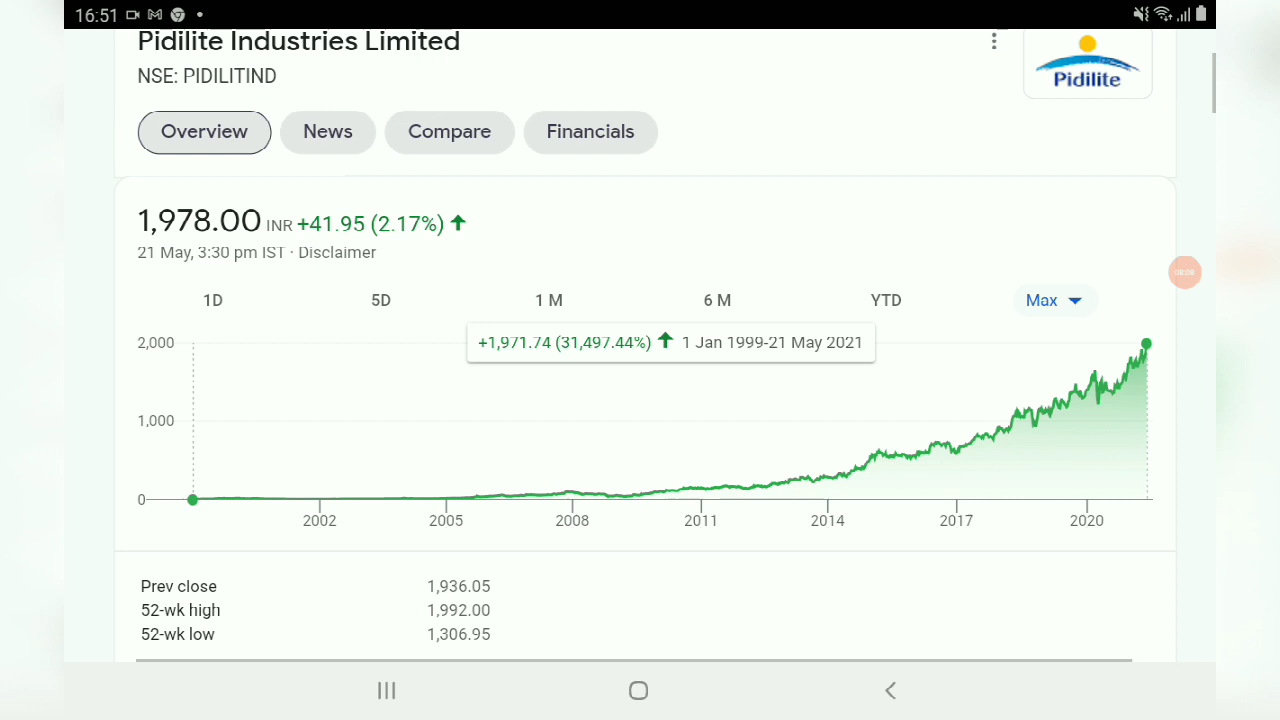 16:51
Pidilite Industries Limited
NSE: PIDILITIND
Pidilite
Overview News Compare Financials
1,978.00 INR +41.95 (2.17%)
21 May, 3:30 pm IST · Disclaimer
1D 5D 1 M 6 M YTD Max
+1,971.74 (31,497.44%) 1 Jan 1999-21 May 2021
2,000
1,000
0
2002 2005 2008 2011 2014 2017 2020
Prev close 1,936.05
52-wk high 1,992.00
52-wk low 1,306.95